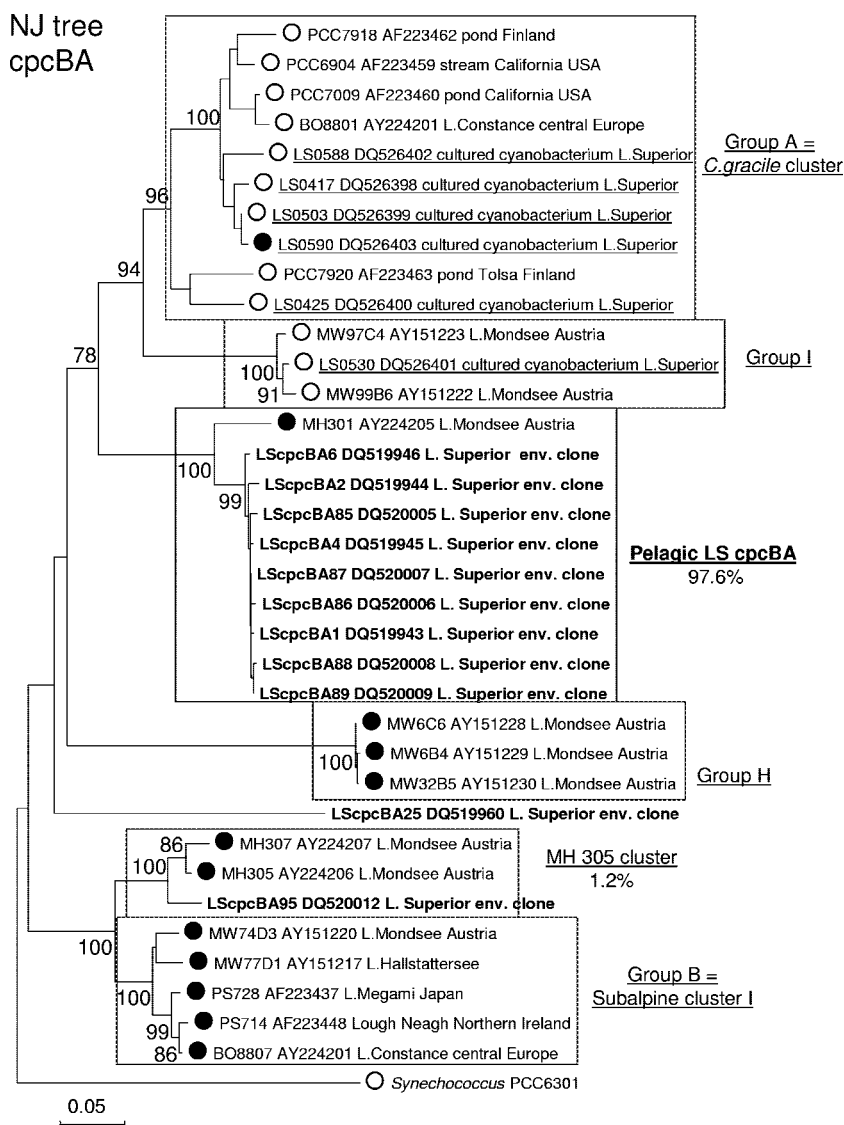 NJ tree
cpcBA
PCC7918 AF223462 pond Finland
PCC6904 AF223459 stream California USA
PCC7009 AF223460 pond California USA
100
BO8801 AY224201 L.Constance central Europe
LS0588 DQ526402 cultured cyanobacterium L.Superior
Group A =
C.gracile cluster
LS0417 DQ526398 cultured cyanobacterium L.Superior
96
LS0503 DQ526399 cultured cyanobacterium L.Superior
LS0590 DQ526403 cultured cyanobacterium L.Superior
94
PCC7920 AF223463 pond Tolsa Finland
LS0425 DQ526400 cultured cyanobacterium L.Superior
MW97C4 AY151223 L.Mondsee Austria
78
LS0530 DQ526401 cultured cyanobacterium L.Superior
Group I
100
91
MW99B6 AY151222 L.Mondsee Austria
MH301 AY224205 L.Mondsee Austria
100
LScpcBA6 DQ519946 L. Superior env. clone
LScpcBA2 DQ519944 L. Superior env. clone
99
LScpcBA85 DQ520005 L. Superior env. clone
LScpcBA4 DQ519945 L. Superior env. clone
Pelagic LS cpcBA
97.6%
LScpcBA87 DQ520007 L. Superior env. clone
LScpcBA86 DQ520006 L. Superior env. clone
LScpcBA1 DQ519943 L. Superior env. clone
LScpcBA88 DQ520008 L. Superior env. clone
LScpcBA89 DQ520009 L. Superior env. clone
MW6C6 AY151228 L.Mondsee Austria
MW6B4 AY151229 L.Mondsee Austria
100
MW32B5 AY151230 L.Mondsee Austria
Group H
LScpcBA25 DQ519960 L. Superior env. clone
86
MH307 AY224207 L.Mondsee Austria
MH 305 cluster
1.2%
100
MH305 AY224206 L.Mondsee Austria
LScpcBA95 DQ520012 L. Superior env. clone
100
MW74D3 AY151220 L.Mondsee Austria
MW77D1 AY151217 L.Hallstattersee
Group B =
Subalpine cluster I
100
PS728 AF223437 L.Megami Japan
99
PS714 AF223448 Lough Neagh Northern Ireland
86
BO8807 AY224201 L.Constance central Europe
Synechococcus PCC6301
0.05